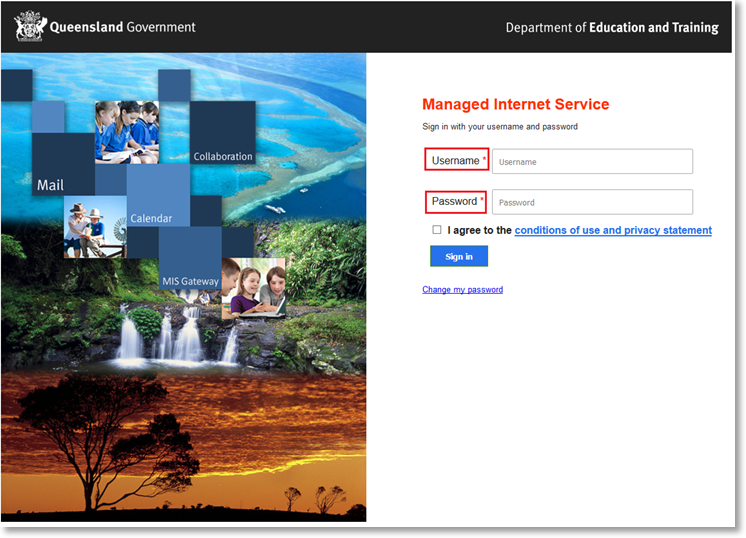 Queensland Government
Department of Education and Training
Collaboration
Mail
Calendar
MIS Gateway
Managed Internet Service
Sign in with your username and password
Username * Username
Password * Password
I agree to the conditions of use and privacy statement
Sign in
Change my password